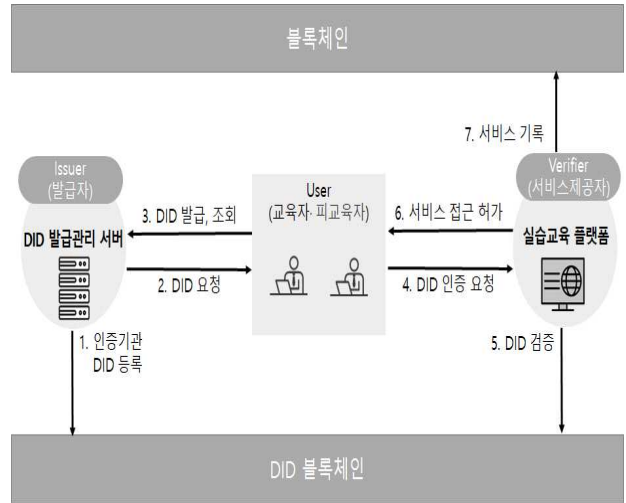 블록체인
7. 서비스 기록
Issuer
(발급자)
DID 발급관리 서버
3. DID 발급, 조회
2. DID 요청
User
(교육자· 피교육자)
6. 서비스 접근 허가
4. DID 인증 요청
Verifier
(서비스제공자)
실습교육 플랫폼
1. 인증기관
DID 등록
5. DID 검증
DID 블록체인